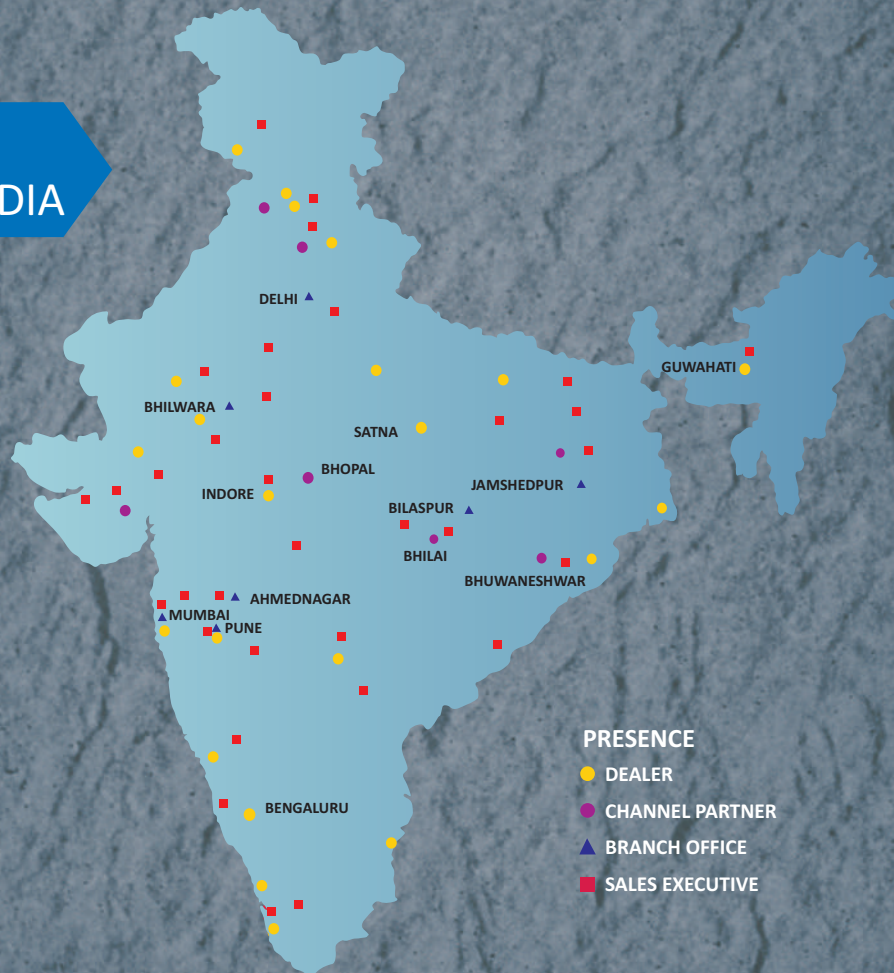 DIA
DELHI
GUWAHATI
BHILWARA
SATNA
BHOPAL
INDORE
JAMSHEDPUR
BILASPUR
BHILAI
BHUWANESHWAR
AHMEDNAGAR
MUMBAI
PUNE
BENGALURU
PRESENCE
DEALER
CHANNEL PARTNER
BRANCH OFFICE
SALES EXECUTIVE